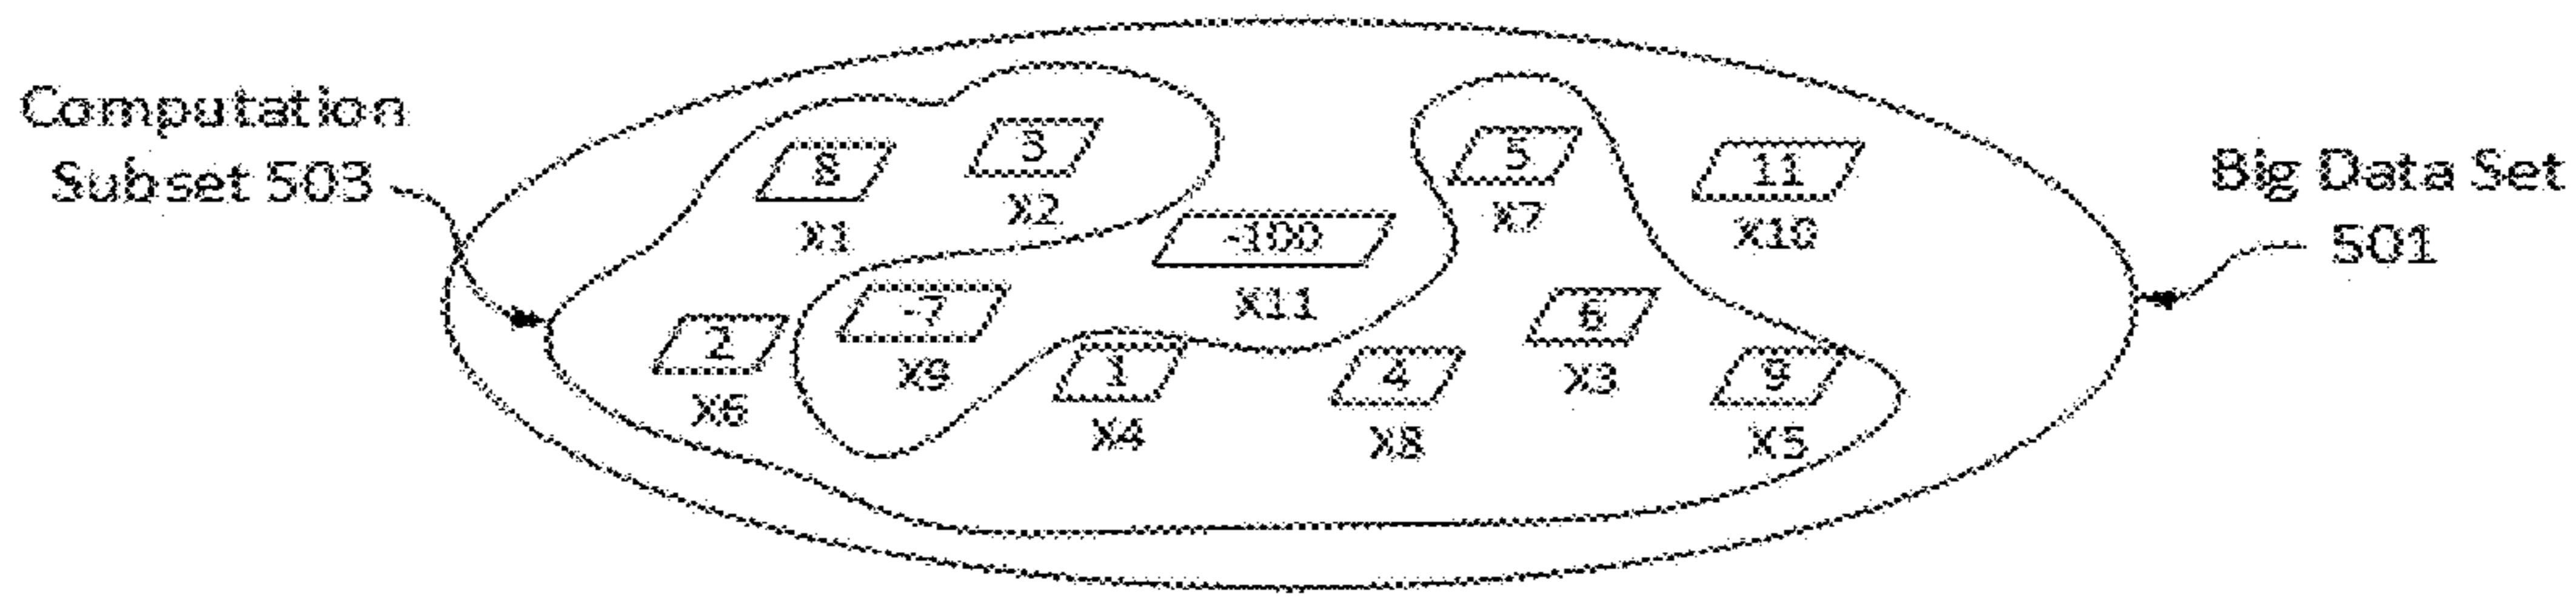 Computation
Subset 503
8
X1
3
X2
-100
X11
5
X7
11
X10
2
X6
-7
X9
1
X4
4
X8
6
X3
9
X5
Big Data Set
501